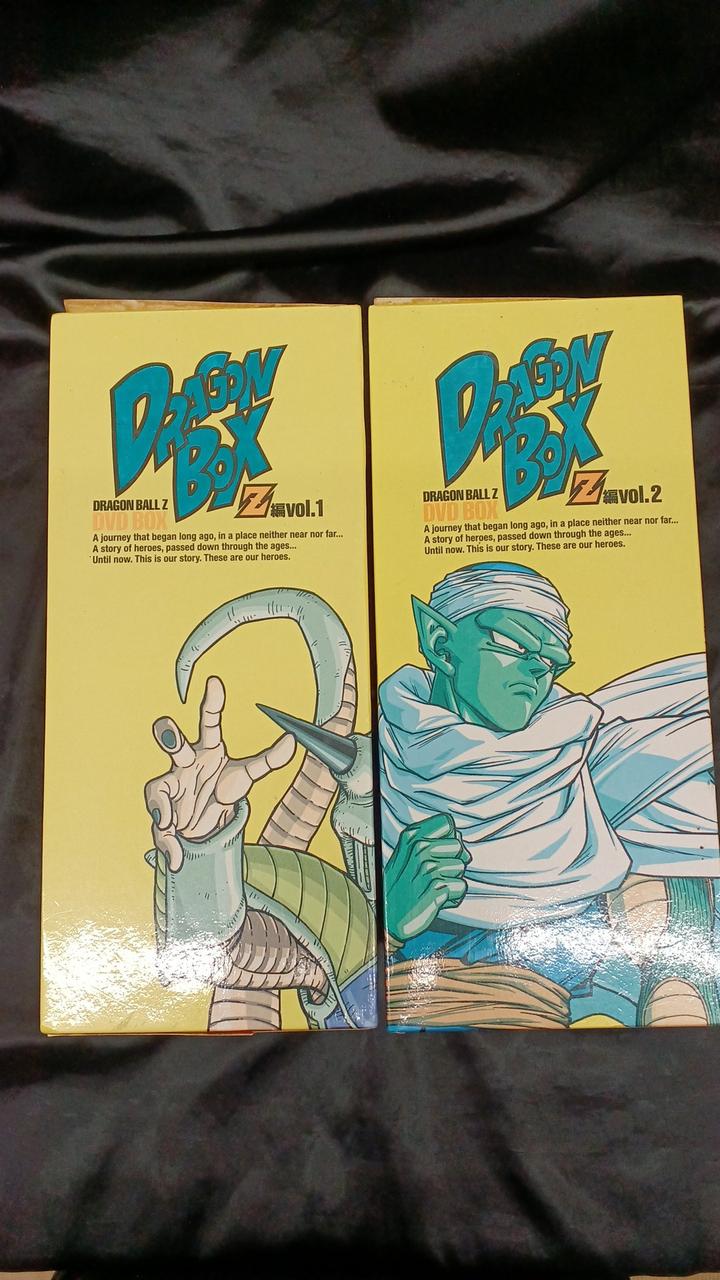 DRAGON
BOX
Z編vol.1
DRAGON BALL Z
DVD BOX
A journey that began long ago, in a place neither near nor far...
A story of heroes, passed down through the ages...
Until now. This is our story. These are our heroes.
DRAGON
BOX
Z編vol.2
DRAGON BALL Z
DVD BOX
A journey that began long ago, in a place neither near nor far...
A story of heroes, passed down through the ages...
Until now. This is our story. These are our heroes.